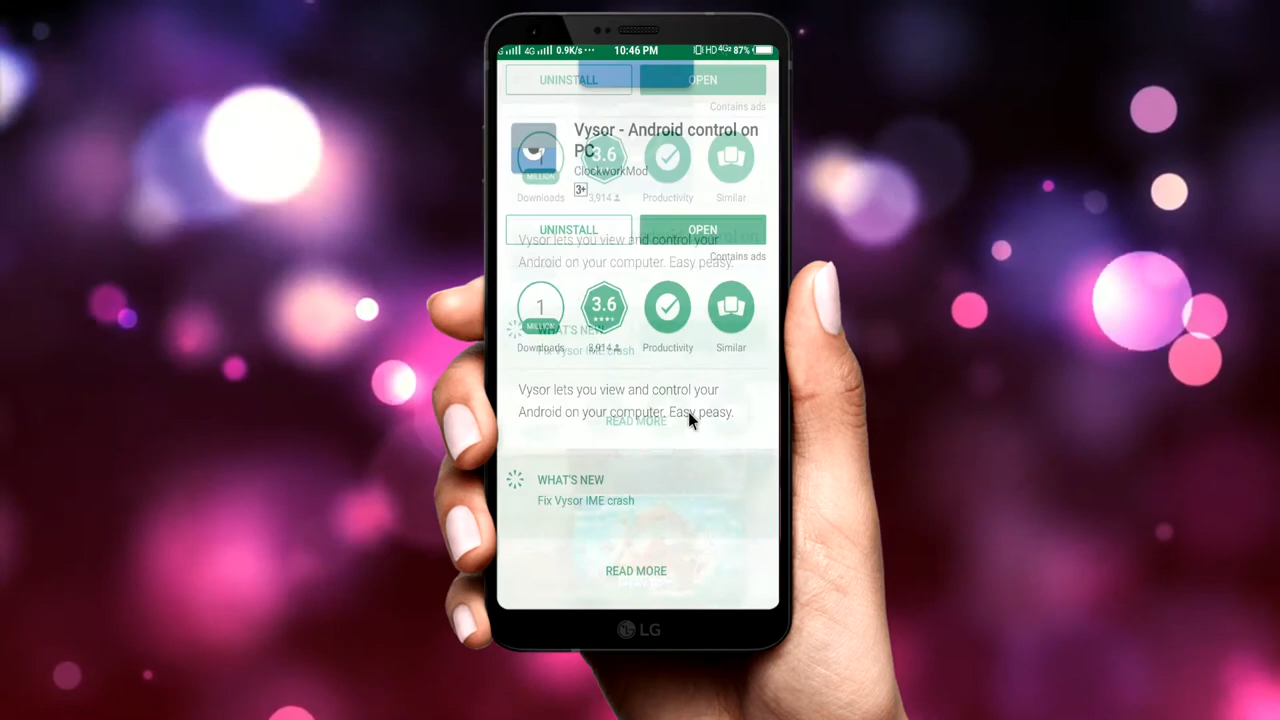 G 4G 0.9K/s ··· 10:46 PM HD 4G2 87%
UNINSTALL OPEN
Contains ads
Vysor - Android control on
PC
ClockworkMod
3+
1 MILLION 3.6
Downloads 3,914 Productivity Similar
UNINSTALL OPEN
Vysor lets you view and control your
Android on your computer. Easy peasy.
Contains ads
1 3.6
MILLION
WHAT'S NEW
Downloads 3,914 Productivity Similar
Fix Vysor IME crash
Vysor lets you view and control your
Android on your computer. Easy peasy.
READ MORE
WHAT'S NEW
Fix Vysor IME crash
READ MORE
LG